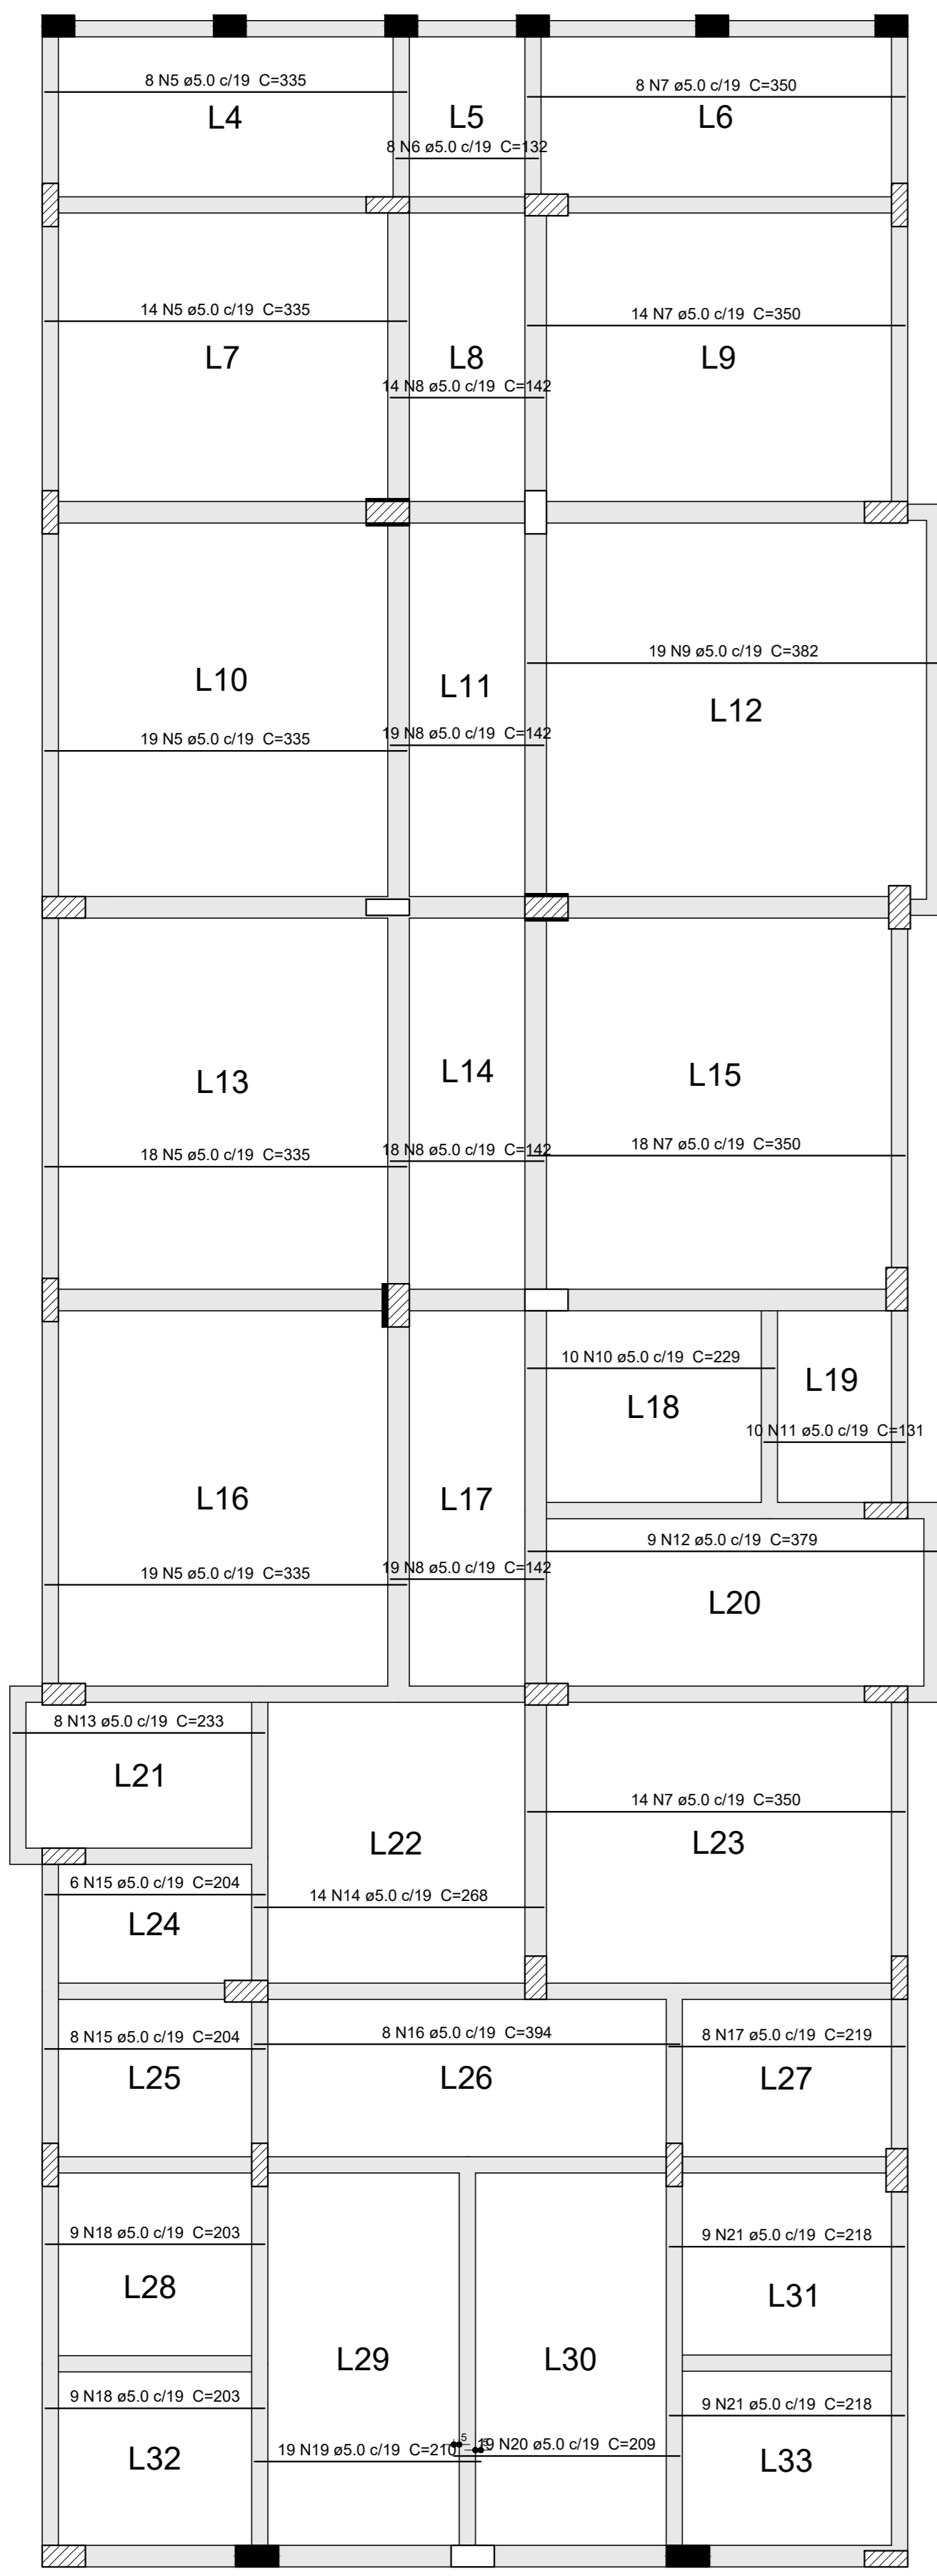 8 N5 ø5.0 c/19 C=335
8 N7 ø5.0 c/19 C=350
L4
L5
L6
8 N6 ø5.0 c/19 C=132
14 N5 ø5.0 c/19 C=335
14 N7 ø5.0 c/19 C=350
L7
L8
L9
14 N8 ø5.0 c/19 C=142
19 N9 ø5.0 c/19 C=382
L10
L11
L12
19 N5 ø5.0 c/19 C=335
19 N8 ø5.0 c/19 C=142
L13
L14
L15
18 N5 ø5.0 c/19 C=335
18 N8 ø5.0 c/19 C=142
18 N7 ø5.0 c/19 C=350
10 N10 ø5.0 c/19 C=229
L18
L19
10 N11 ø5.0 c/19 C=131
L16
L17
9 N12 ø5.0 c/19 C=379
19 N5 ø5.0 c/19 C=335
19 N8 ø5.0 c/19 C=142
L20
8 N13 ø5.0 c/19 C=233
L21
14 N7 ø5.0 c/19 C=350
L22
L23
6 N15 ø5.0 c/19 C=204
14 N14 ø5.0 c/19 C=268
L24
8 N15 ø5.0 c/19 C=204
8 N16 ø5.0 c/19 C=394
8 N17 ø5.0 c/19 C=219
L25
L26
L27
9 N18 ø5.0 c/19 C=203
9 N21 ø5.0 c/19 C=218
L28
L31
L29
L30
9 N18 ø5.0 c/19 C=203
9 N21 ø5.0 c/19 C=218
5
19 N19 ø5.0 c/19 C=210
19 N20 ø5.0 c/19 C=209
L32
L33